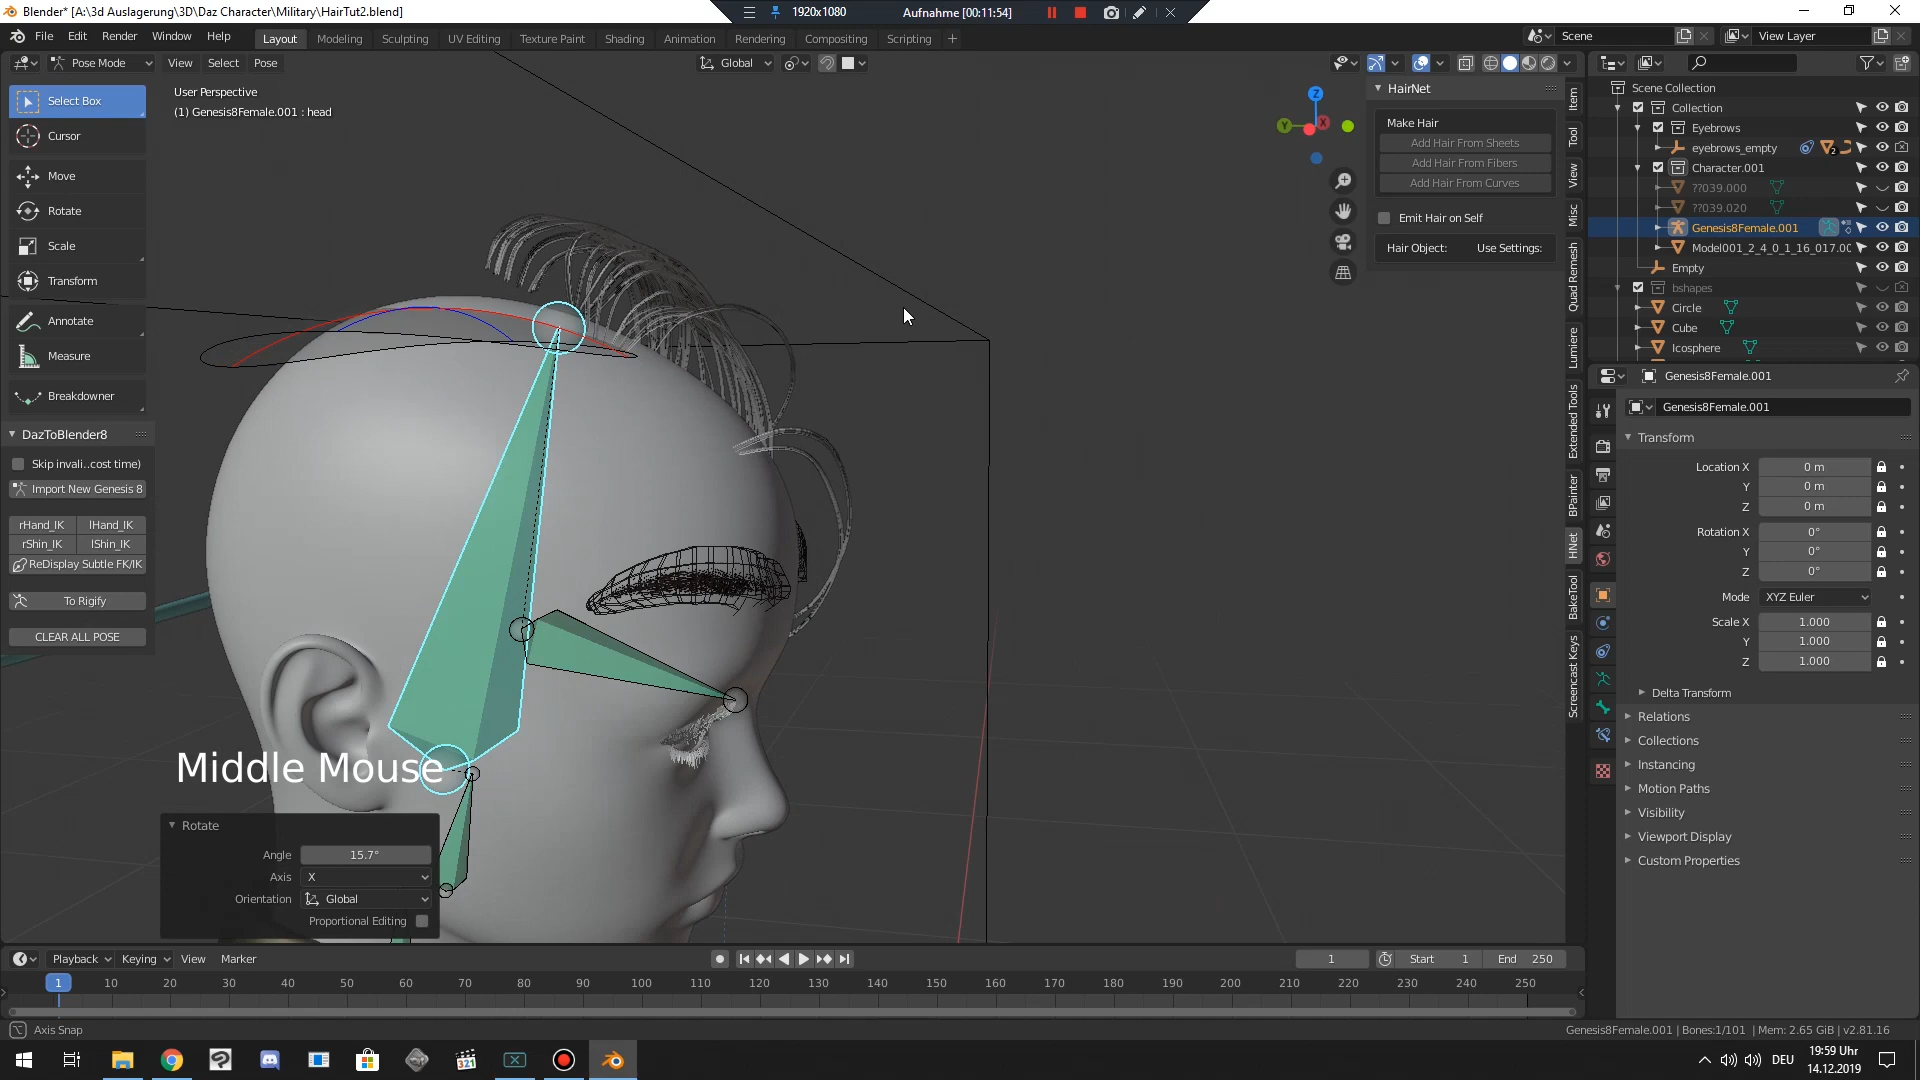 Blender* [A:\3d Auslagerung\3D\Daz Character\Military\HairTut2.blend]
1920x1080
Aufnahme [00:11:54]
File Edit Render Window Help
Layout Modeling Sculpting UV Editing Texture Paint Shading Animation Rendering Compositing Scripting +
Scene
View Layer
Pose Mode View Select Pose
Global
Select Box
Cursor
Move
Rotate
Scale
Transform
Annotate
Measure
Breakdowner
DazToBlender8
Skip invali..cost time)
Import New Genesis 8
rHand_IK lHand_IK
rShin_IK lShin_IK
ReDisplay Subtle FK/IK
To Rigify
CLEAR ALL POSE
User Perspective
(1) Genesis8Female.001 : head
Z
Y
X
HairNet
Make Hair
Add Hair From Sheets
Add Hair From Fibers
Add Hair From Curves
Emit Hair on Self
Hair Object: Use Settings:
Item
Tool
View
Misc
Quad Remesh
Lumiere
Extended Tools
BPainter
HNet
BakeTool
Screencast Keys
Scene Collection
Collection
Eyebrows
eyebrows_empty 2
Character.001
??039.000
??039.020
Genesis8Female.001
Model001_2_4_0_1_16_017.00
Empty
bshapes
Circle
Cube
Icosphere
Genesis8Female.001
Genesis8Female.001
Transform
Location X 0 m
Y 0 m
Z 0 m
Rotation X 0°
Y 0°
Z 0°
Mode XYZ Euler
Scale X 1.000
Y 1.000
Z 1.000
Delta Transform
Relations
Collections
Instancing
Motion Paths
Visibility
Viewport Display
Custom Properties
Middle Mouse
Rotate
Angle 15.7°
Axis X
Orientation Global
Proportional Editing
Playback Keying View Marker
1 Start 1 End 250
1 10 20 30 40 50 60 70 80 90 100 110 120 130 140 150 160 170 180 190 200 210 220 230 240 250
Axis Snap
Genesis8Female.001 | Bones:1/101 | Mem: 2.65 GiB | v2.81.16
321
DEU
19:59 Uhr
14.12.2019